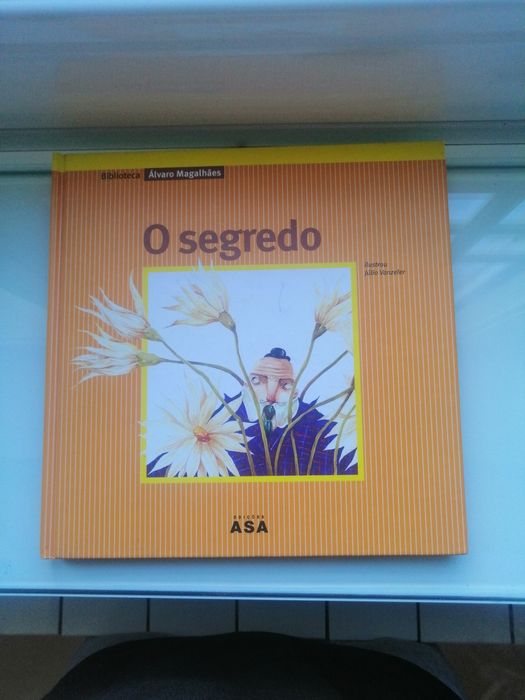 Biblioteca Álvaro Magalhães
O segredo
ilustrou
Júlio Vanzeler
EDIÇÕES
ASA